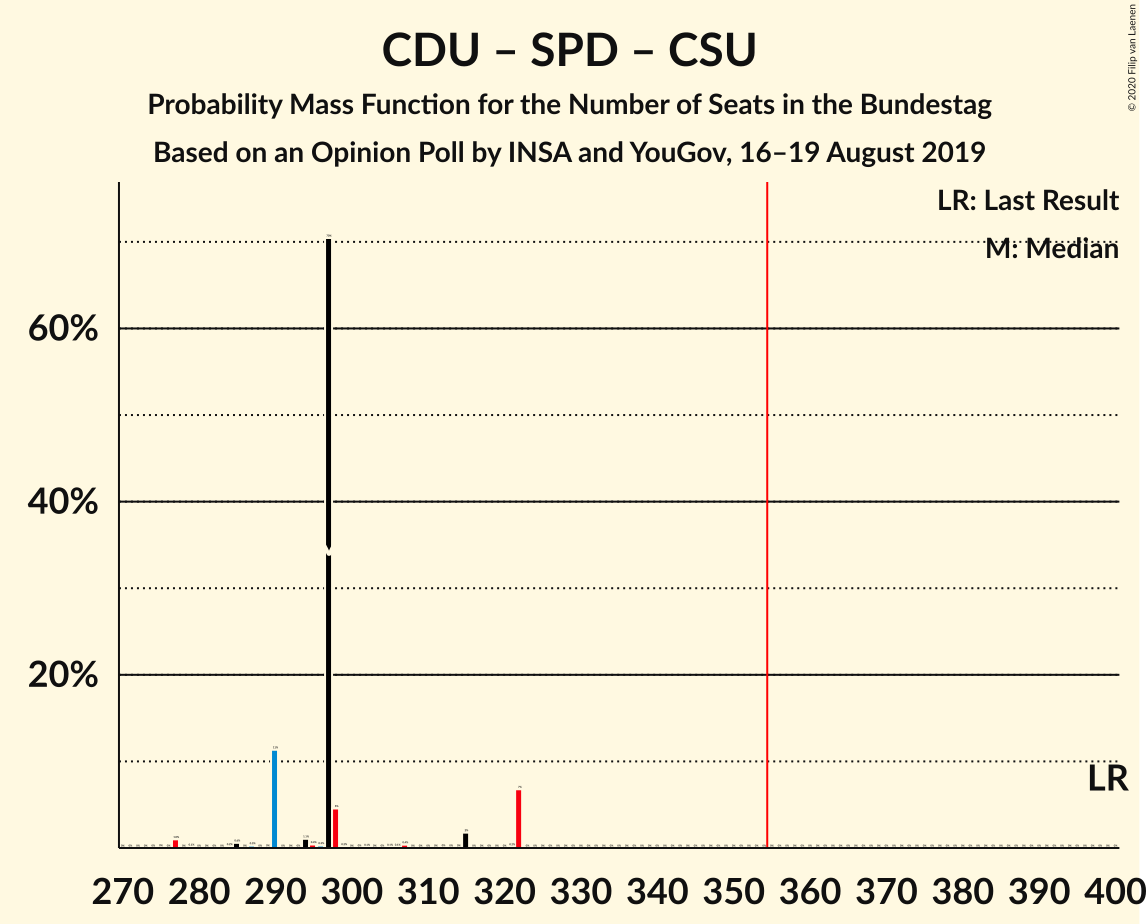 CDU – SPD – CSU
Probability Mass Function for the Number of Seats in the Bundestag
Based on an Opinion Poll by INSA and YouGov, 16–19 August 2019
© 2020 Filip van Laenen
LR: Last Result
M: Median
60%
40%
20%
LR
270 280 290 300 310 320 330 340 350 360 370 380 390 400